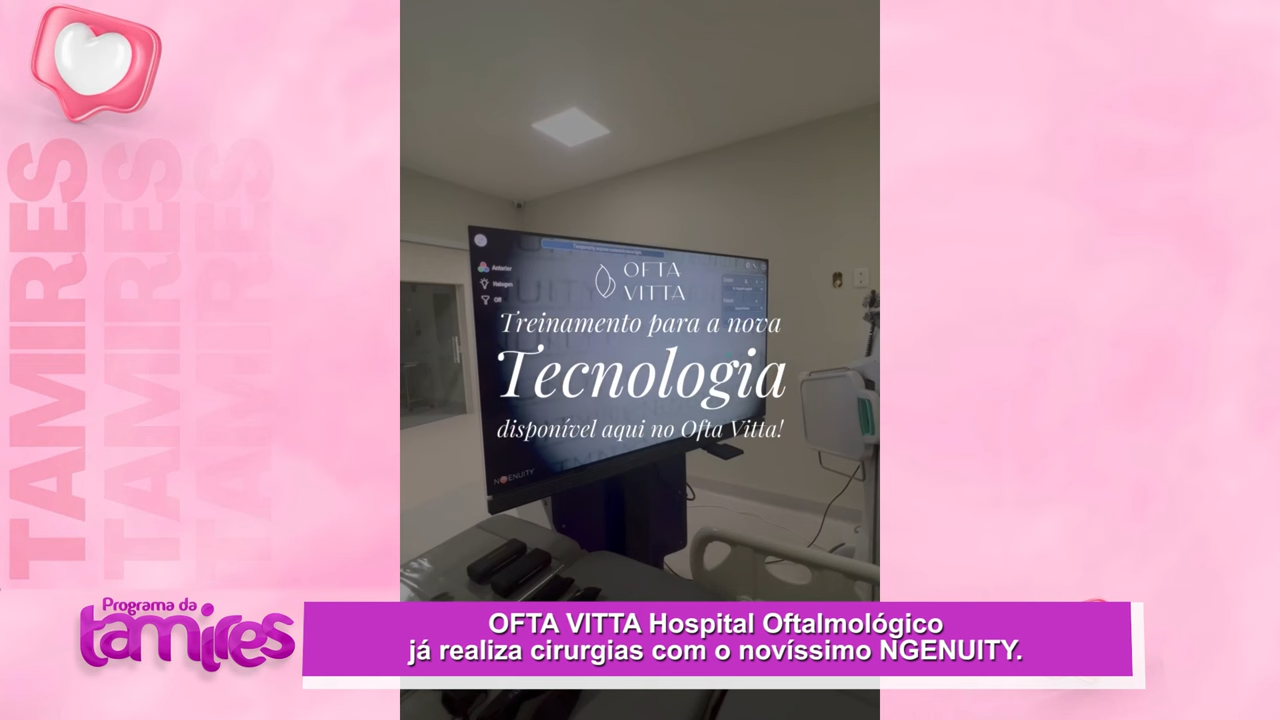 TAMIRES
TAMIRES
TAMIRES
Anterior
Halogen
Off
OFTA
VITTA
Treinamento para a nova
Tecnologia
disponível aqui no Ofta Vitta!
NGENUITY
Programa da
tamires
OFTA VITTA Hospital Oftalmológico
já realiza cirurgias com o novíssimo NGENUITY.